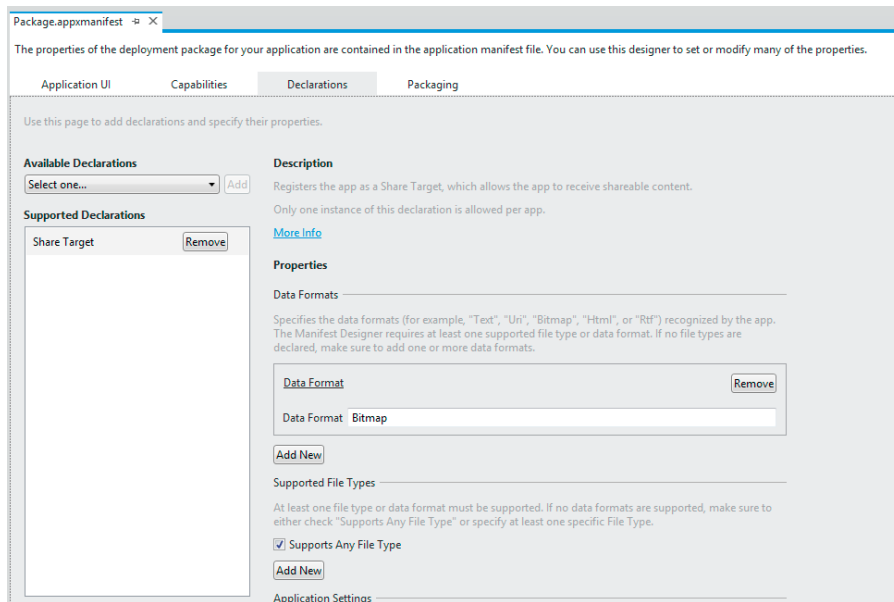 Package.appxmanifest
The properties of the deployment package for your application are contained in the application manifest file. You can use this designer to set or modify many of the properties.
Application UI Capabilities Declarations Packaging
Use this page to add declarations and specify their properties.
Available Declarations
Select one... Add
Supported Declarations
Share Target Remove
Description
Registers the app as a Share Target, which allows the app to receive shareable content.
Only one instance of this declaration is allowed per app.
More Info
Properties
Data Formats
Specifies the data formats (for example, "Text", "Uri", "Bitmap", "Html", or "Rtf") recognized by the app.
The Manifest Designer requires at least one supported file type or data format. If no file types are
declared, make sure to add one or more data formats.
Data Format Remove
Data Format Bitmap
Add New
Supported File Types
At least one file type or data format must be supported. If no data formats are supported, make sure to
either check "Supports Any File Type" or specify at least one specific File Type.
Supports Any File Type
Add New
Application Settings